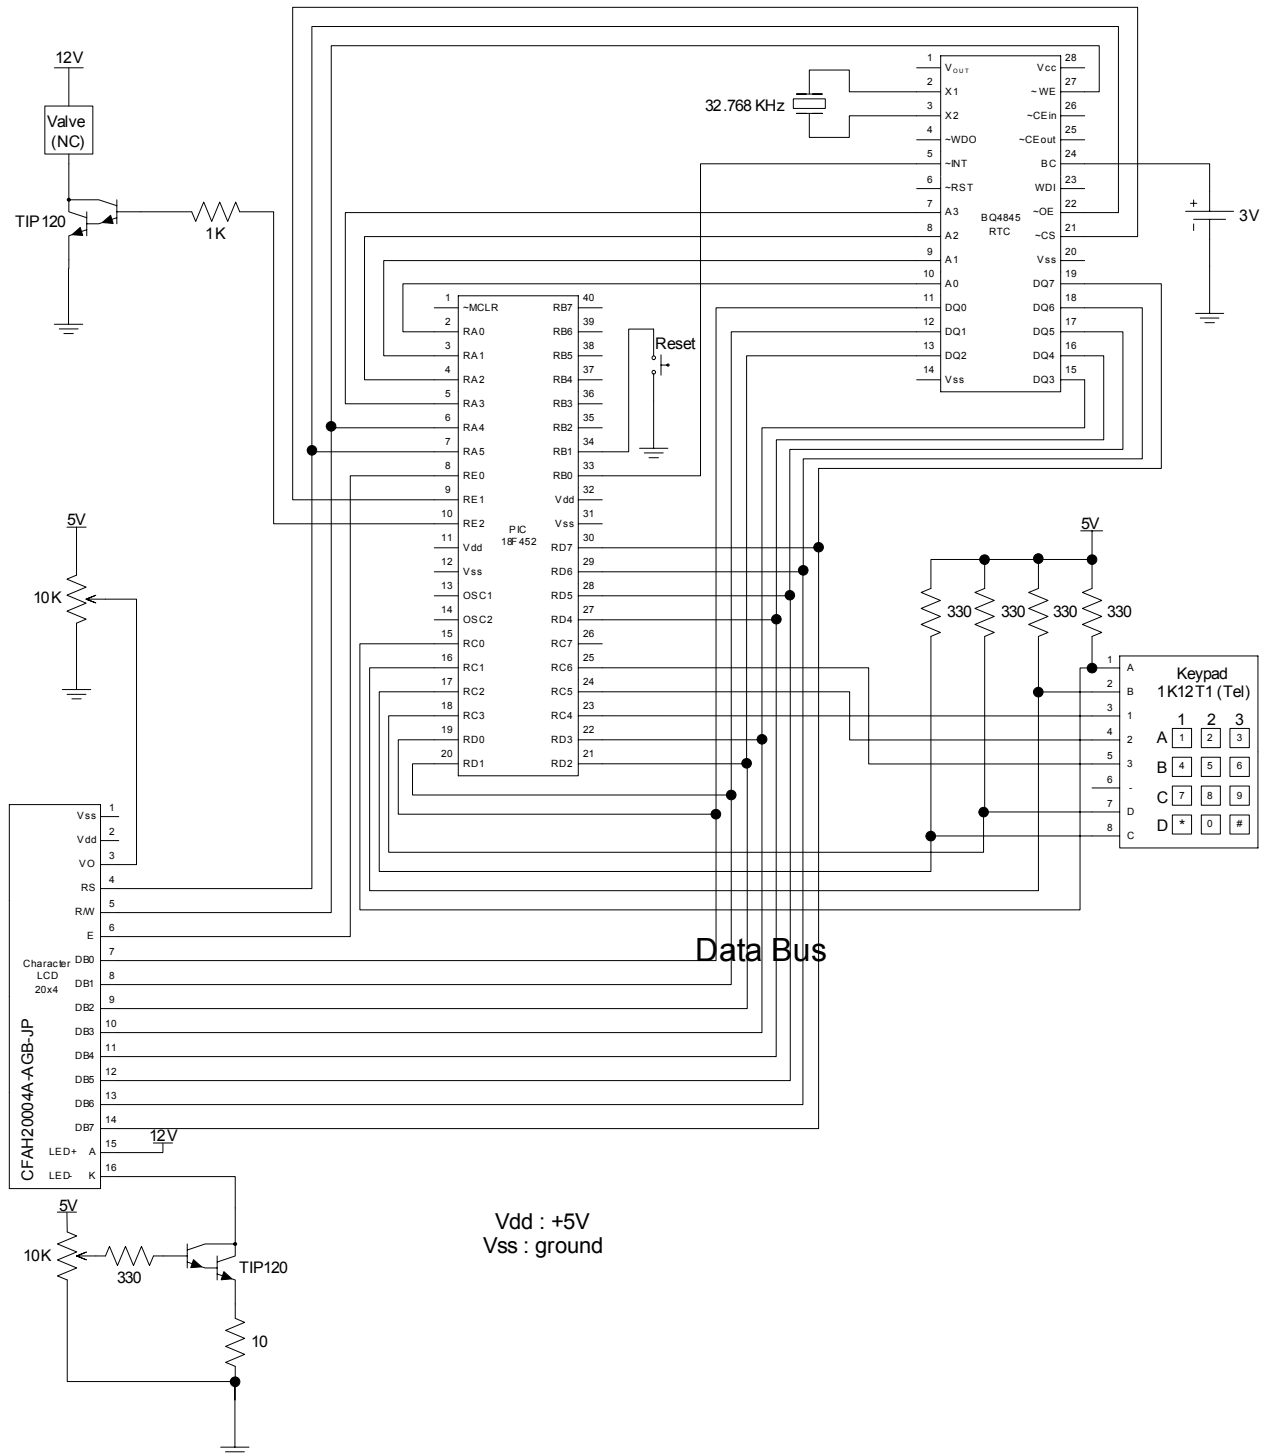 12V
Valve
(NC)
TIP120
1K
32.768 KHz
1
2
3
4
5
6
7
8
9
10
11
12
13
14
VOUT
X1
X2
~WDO
~INT
~RST
A3
A2
A1
A0
DQ0
DQ1
DQ2
Vss
BQ4845
RTC
Vcc
~WE
~CEin
~CEout
BC
WDI
~OE
~CS
Vss
DQ7
DQ6
DQ5
DQ4
DQ3
28
27
26
25
24
23
22
21
20
19
18
17
16
15
+
-
3V
1
2
3
4
5
6
7
8
9
10
11
12
13
14
15
16
17
18
19
20
~MCLR
RA0
RA1
RA2
RA3
RA4
RA5
RE0
RE1
RE2
Vdd
Vss
OSC1
OSC2
RC0
RC1
RC2
RC3
RD0
RD1
PIC
18F452
RB7
RB6
RB5
RB4
RB3
RB2
RB1
RB0
Vdd
Vss
RD7
RD6
RD5
RD4
RC7
RC6
RC5
RC4
RD3
RD2
40
39
38
37
36
35
34
33
32
31
30
29
28
27
26
25
24
23
22
21
Reset
5V
10K
5V
330
330
330
330
1
2
3
4
5
6
7
8
A
B
1
2
3
-
D
C
Keypad
1K12T1 (Tel)
1 2 3
A 1 2 3
B 4 5 6
C 7 8 9
D * 0 #
Data Bus
Vss
Vdd
VO
RS
R/W
E
DB0
DB1
DB2
DB3
DB4
DB5
DB6
DB7
LED+ A
LED- K
1
2
3
4
5
6
7
8
9
10
11
12
13
14
15
16
Character
LCD
20x4
CFAH20004A-AGB-JP
12V
5V
10K
330
TIP120
10
Vdd : +5V
Vss : ground